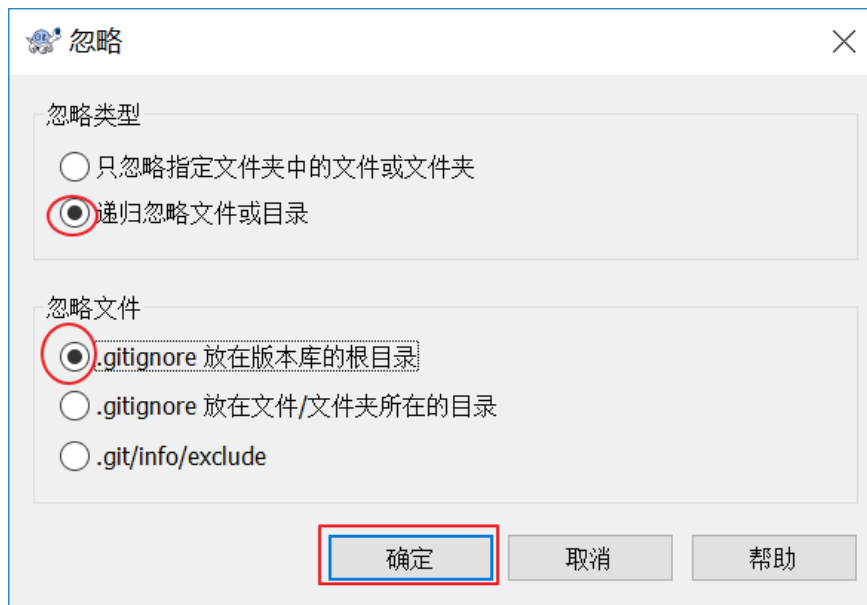 忽略
忽略类型
只忽略指定文件夹中的文件或文件夹
递归忽略文件或目录
忽略文件
.gitignore 放在版本库的根目录
.gitignore 放在文件/文件夹所在的目录
.git/info/exclude
确定 取消 帮助